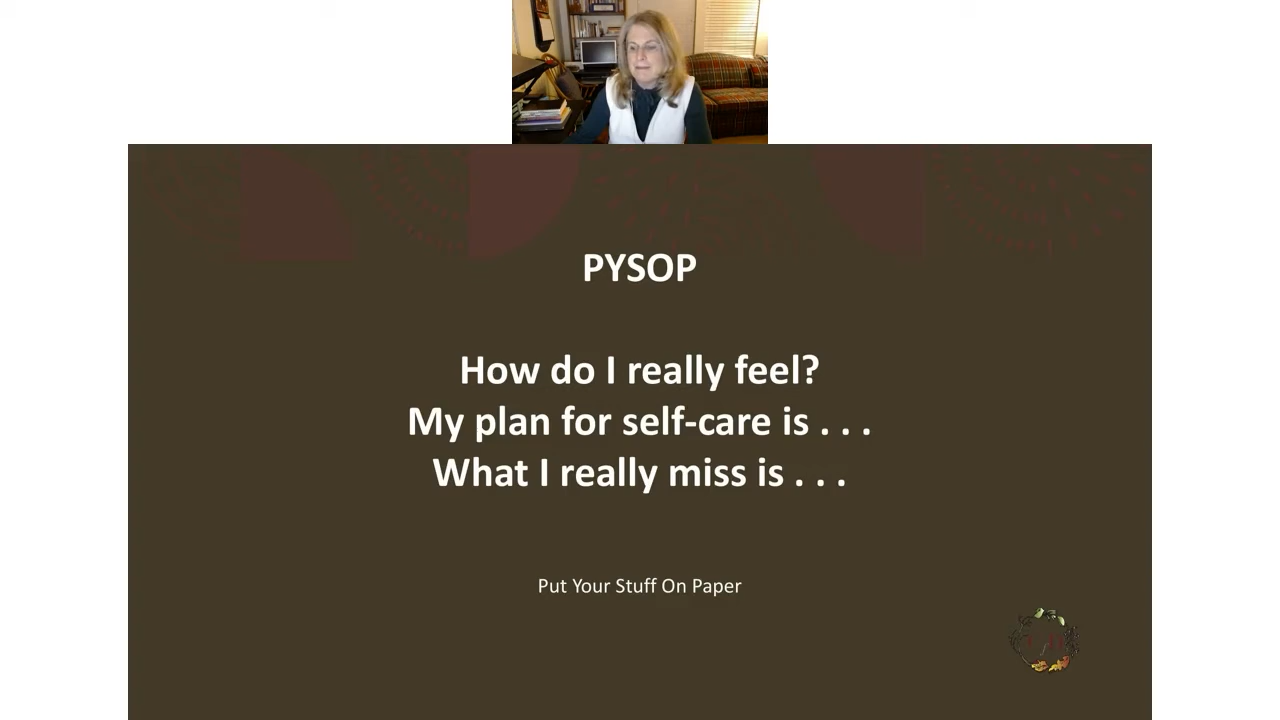 PYSOP
How do I really feel?
My plan for self-care is . . .
What I really miss is . . .
Put Your Stuff On Paper